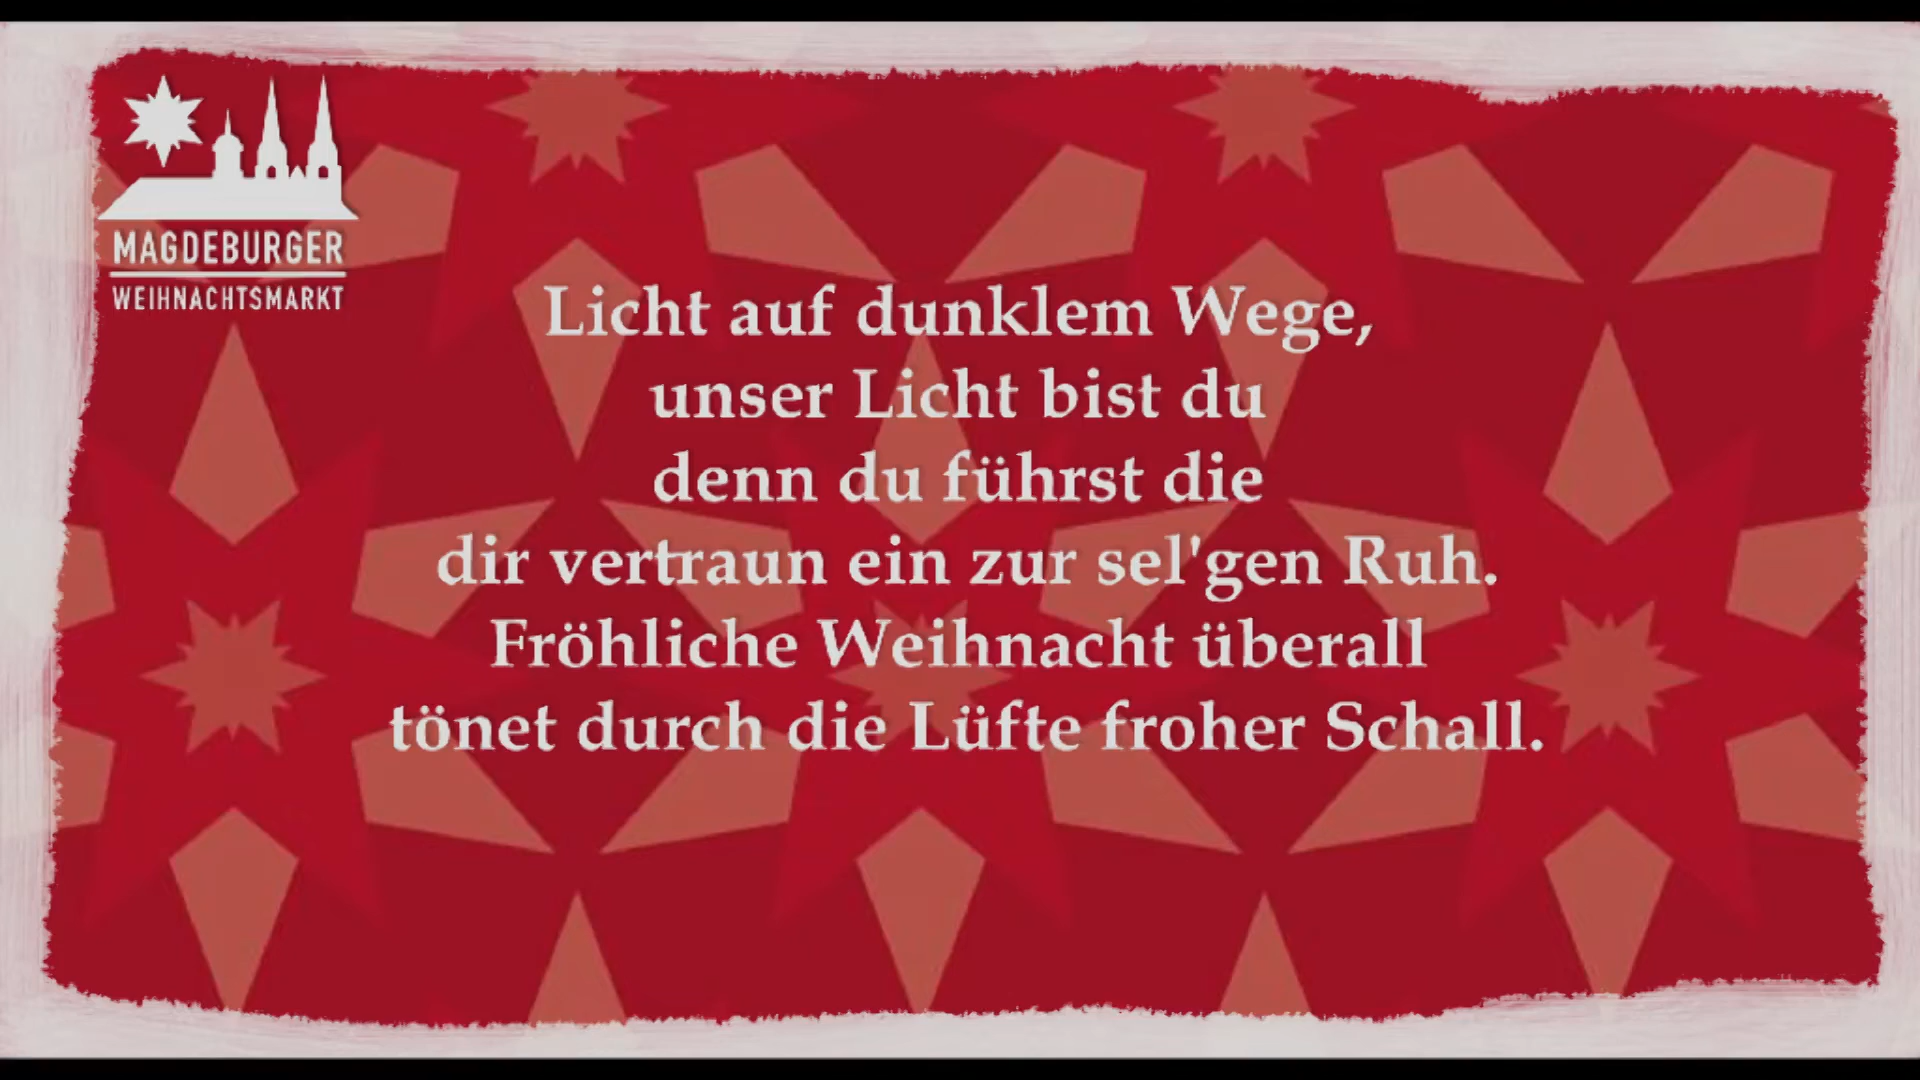 MAGDEBURGER
WEIHNACHTSMARKT
Licht auf dunklem Wege,
unser Licht bist du
denn du führst die
dir vertraun ein zur sel'gen Ruh.
Fröhliche Weihnacht überall
tönet durch die Lüfte froher Schall.